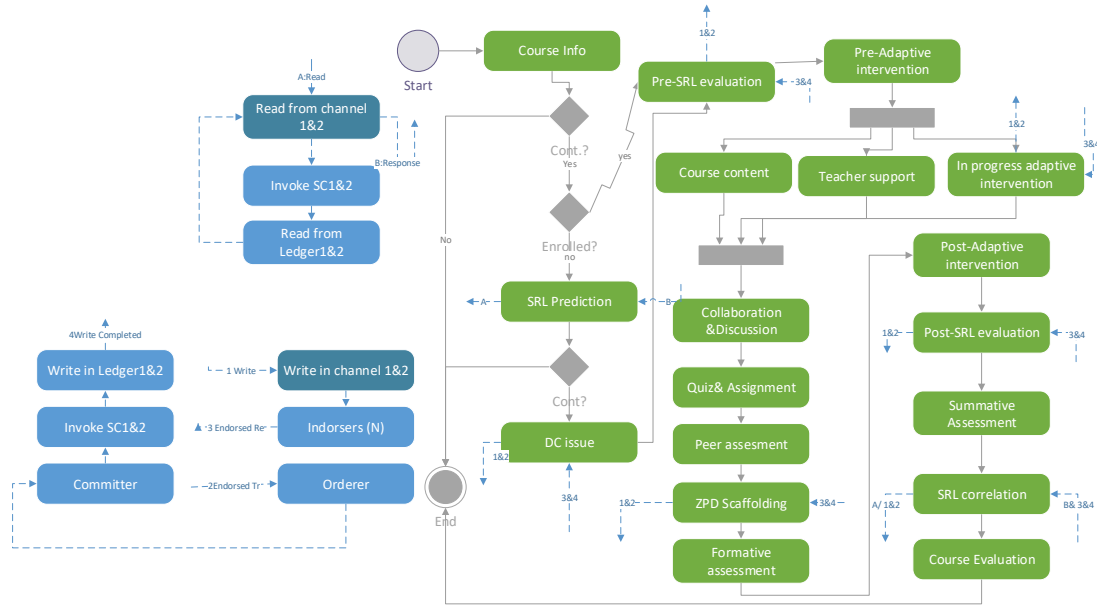 Start
Course Info
1&2
Pre-SRL evaluation
3&4
Pre-Adaptive
intervention
A:Read
Read from channel
1&2
B:Response
Invoke SC1&2
Read from
Ledger1&2
Cont.?
Yes
yes
Enrolled?
no
No
SRL Prediction
A
B
Cont?
DC issue
1&2
3&4
End
Course content
Teacher support
In progress adaptive
intervention
1&2
3&4
Collaboration
&Discussion
Quiz& Assignment
Peer assesment
ZPD Scaffolding
1&2
3&4
Formative
assessment
Post-Adaptive
intervention
Post-SRL evaluation
1&2
3&4
Summative
Assessment
SRL correlation
A/ 1&2
B& 3&4
Course Evaluation
4Write Completed
Write in Ledger1&2
Invoke SC1&2
Committer
1 Write
Write in channel 1&2
3 Endorsed Re
Indorsers (N)
2Endorsed Tr
Orderer